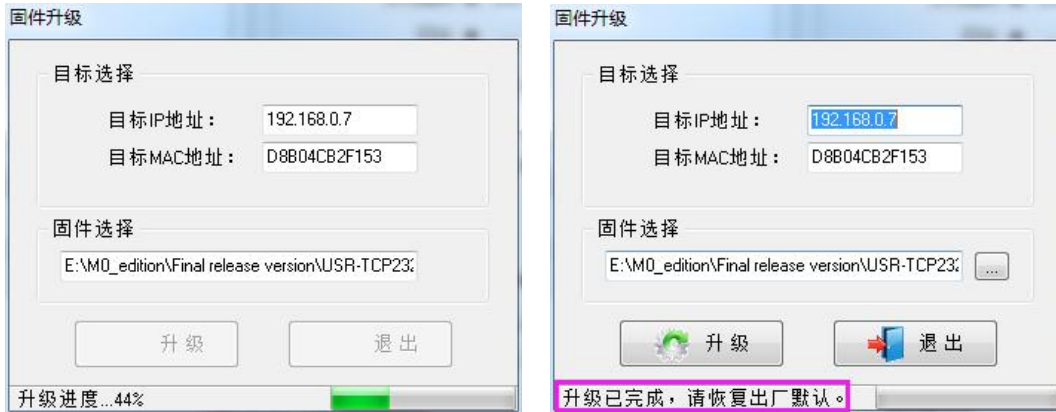 固件升级
目标选择
目标IP地址： 192.168.0.7
目标MAC地址： D8B04CB2F153
固件选择
E:\M0_edition\Final release version\USR-TCP232
升级 退出
升级进度...44%
固件升级
目标选择
目标IP地址： 192.168.0.7
目标MAC地址： D8B04CB2F153
固件选择
E:\M0_edition\Final release version\USR-TCP232 ...
升级 退出
升级已完成，请恢复出厂默认。